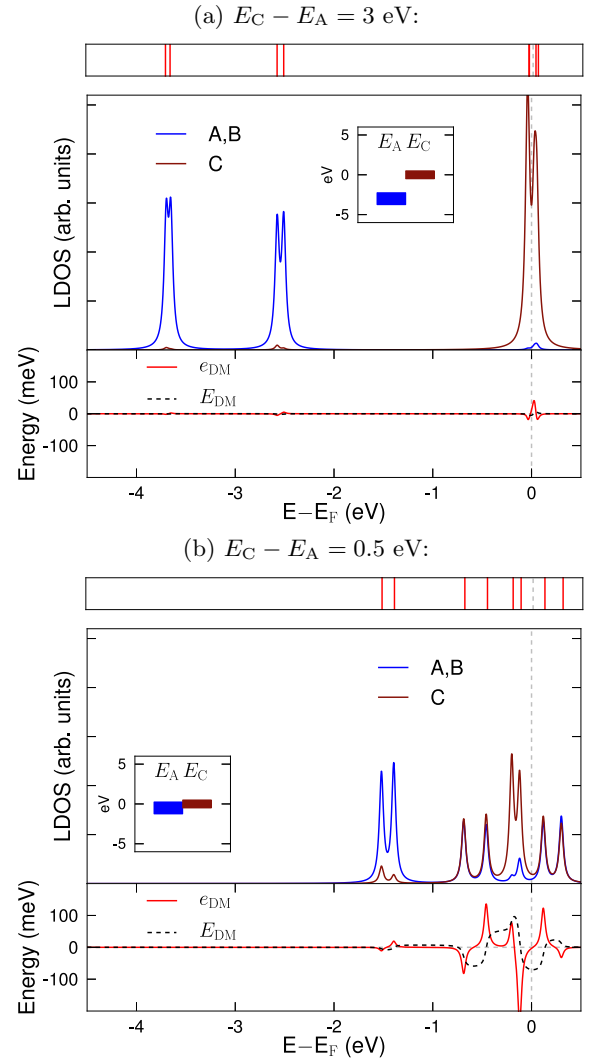 (a) E_C − E_A = 3 eV:
LDOS (arb. units)
A,B
C
E_A E_C
eV
5
0
-5
Energy (meV)
100
0
-100
e_DM
E_DM
-4 -3 -2 -1 0
E−E_F (eV)
(b) E_C − E_A = 0.5 eV:
LDOS (arb. units)
A,B
C
E_A E_C
eV
5
0
-5
Energy (meV)
100
0
-100
e_DM
E_DM
-4 -3 -2 -1 0
E−E_F (eV)